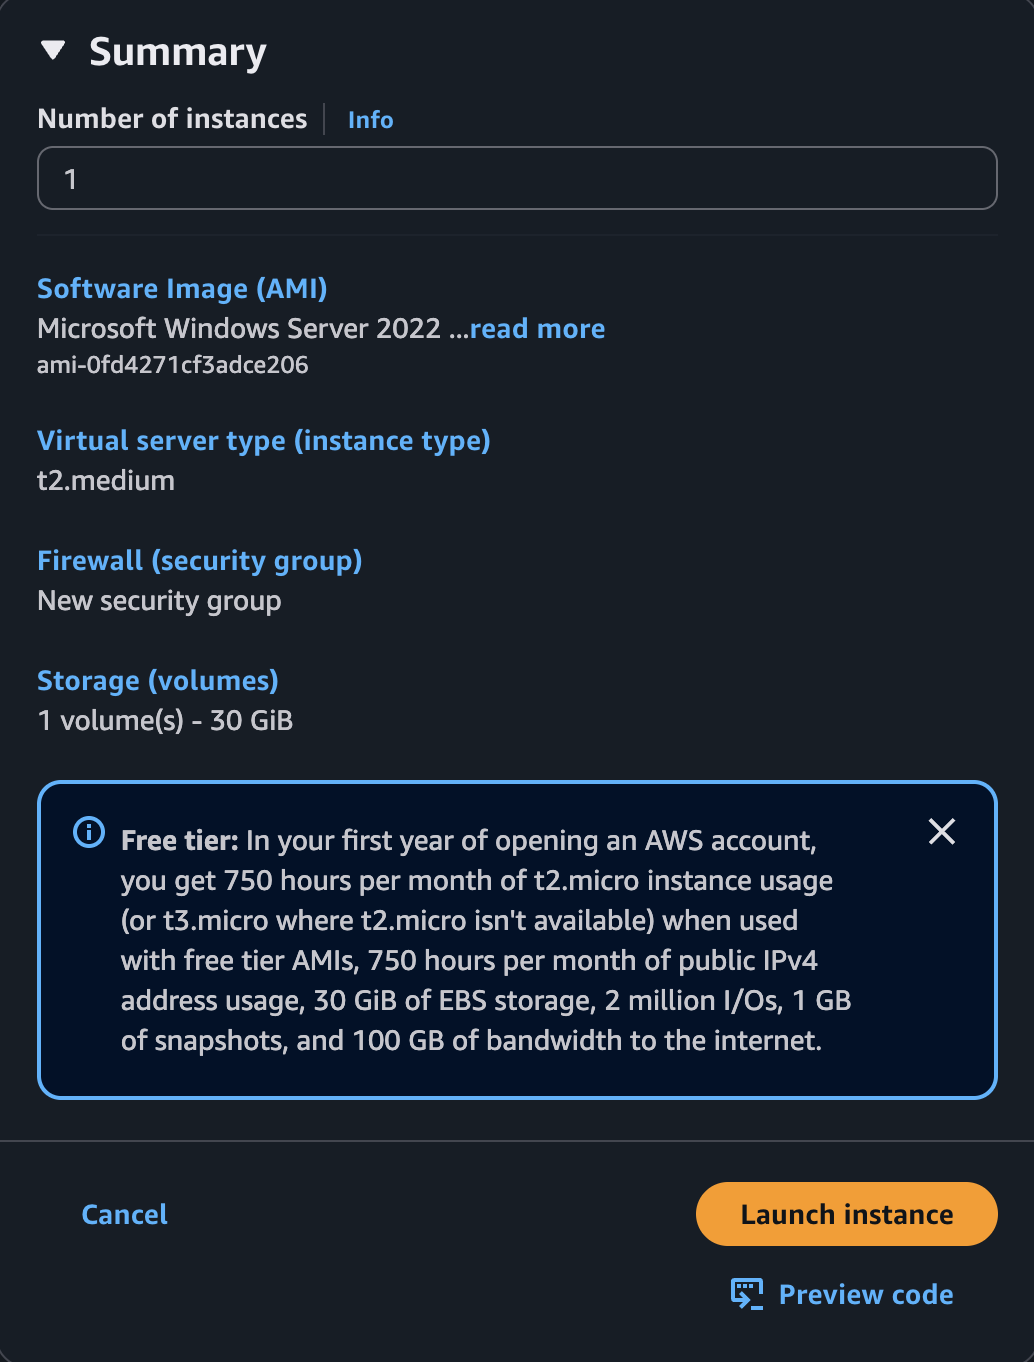 Summary
Number of instances Info
1
Software Image (AMI)
Microsoft Windows Server 2022 ...read more
ami-0fd4271cf3adce206
Virtual server type (instance type)
t2.medium
Firewall (security group)
New security group
Storage (volumes)
1 volume(s) - 30 GiB
Free tier: In your first year of opening an AWS account,
you get 750 hours per month of t2.micro instance usage
(or t3.micro where t2.micro isn't available) when used
with free tier AMIs, 750 hours per month of public IPv4
address usage, 30 GiB of EBS storage, 2 million I/Os, 1 GB
of snapshots, and 100 GB of bandwidth to the internet.
Cancel
Launch instance
Preview code